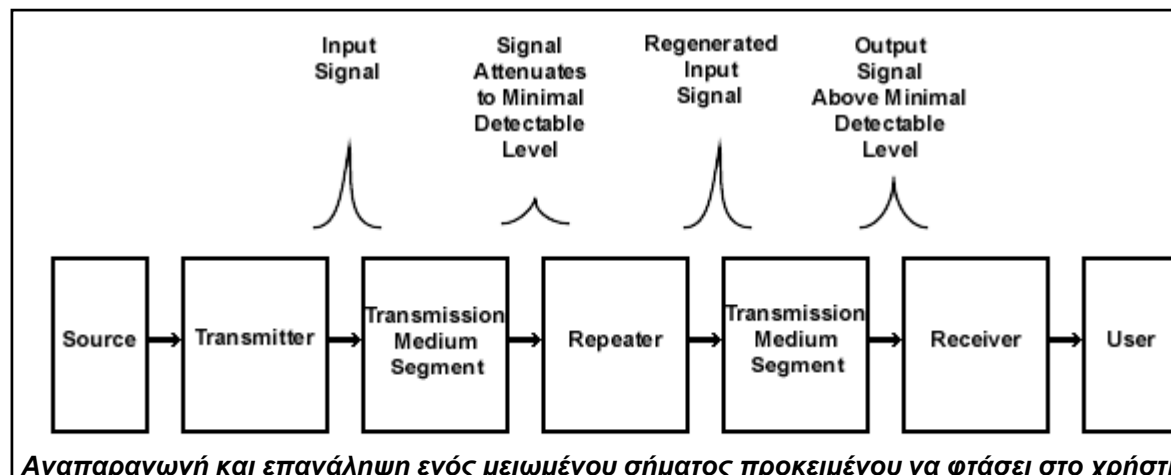 Input
Signal
Signal
Attenuates
to Minimal
Detectable
Level
Regenerated
Input
Signal
Output
Signal
Above Minimal
Detectable
Level
Source
Transmitter
Transmission
Medium
Segment
Repeater
Transmission
Medium
Segment
Receiver
User
Αναπαραγωγή και επανάληψη ενός μειωμένου σήματος προκειμένου να φτάσει στο χρήστ